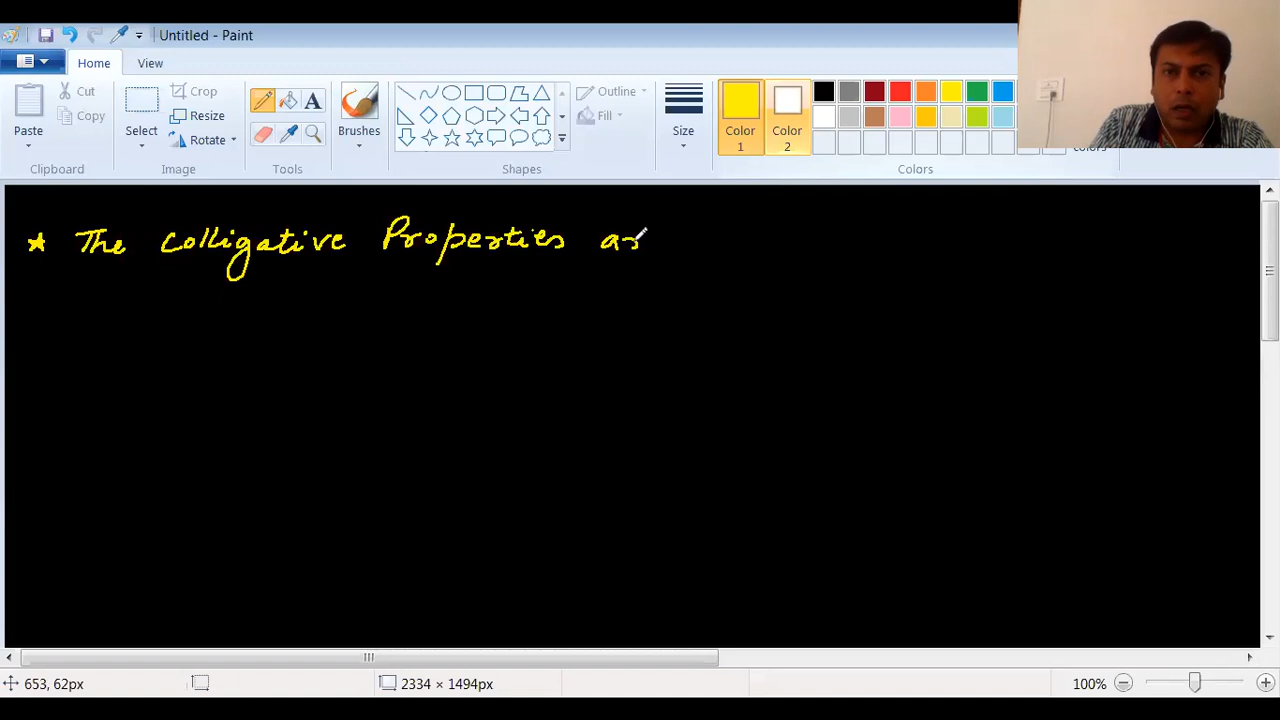 Untitled - Paint
Home View
Cut
Copy
Paste
Clipboard
Crop
Resize
Rotate
Select
Image
Tools
Brushes
Outline
Fill
Shapes
Size
Color 1
Color 2
Colors
★ The Colligative Properties ar
653, 62px
2334 × 1494px
100%